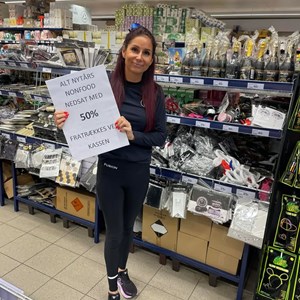 ALT NYTÅRS
NONFOOD
NEDSAT MED
50%
FRATRÆKKES VED
KASSEN